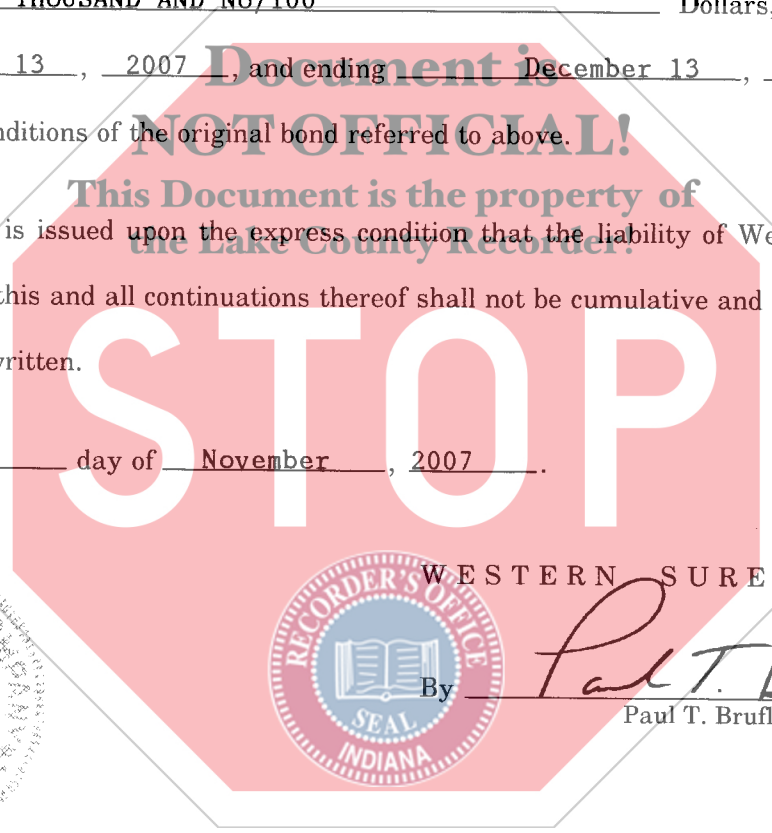 THOUSAND AND NO/100 Dollars,
13 , 2007 , and ending December 13 ,
Document is
nditions of the original bond referred to above.
NOT OFFICIAL!
This Document is the property of
is issued upon the express condition that the liability of We
the Lake County Recorder!
this and all continuations thereof shall not be cumulative and
written.
STOP
day of November , 2007 .
WESTERN SURE
RECORDER'S OFFICE
SEAL
INDIANA
By Paul T. B
Paul T. Brufl